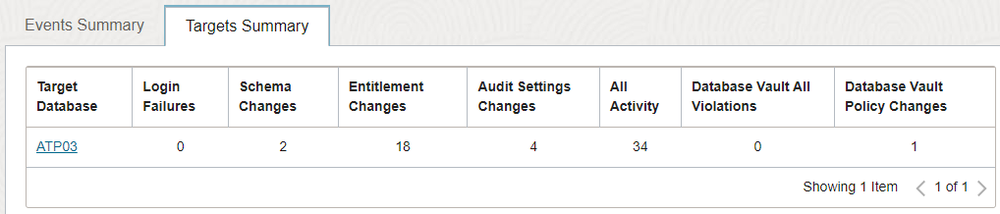 Events Summary Targets Summary
Target Database Login Failures Schema Changes Entitlement Changes Audit Settings Changes All Activity Database Vault All Violations Database Vault Policy Changes
ATP03 0 2 18 4 34 0 1
Showing 1 Item 1 of 1